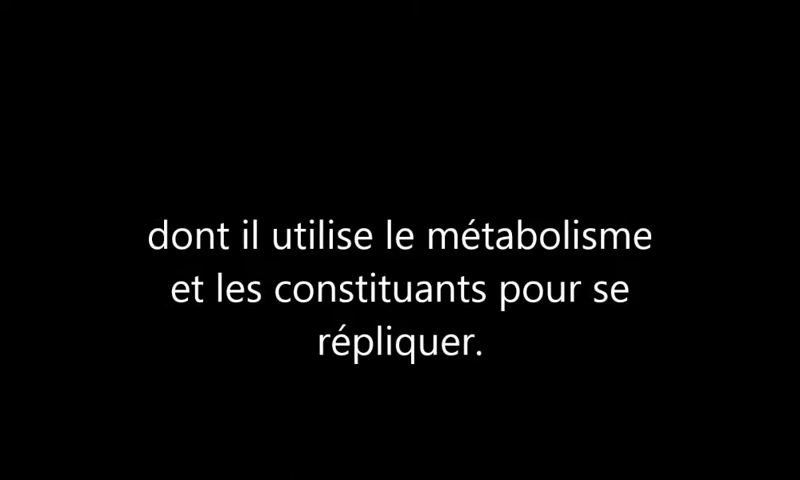 dont il utilise le métabolisme
et les constituants pour se
répliquer.